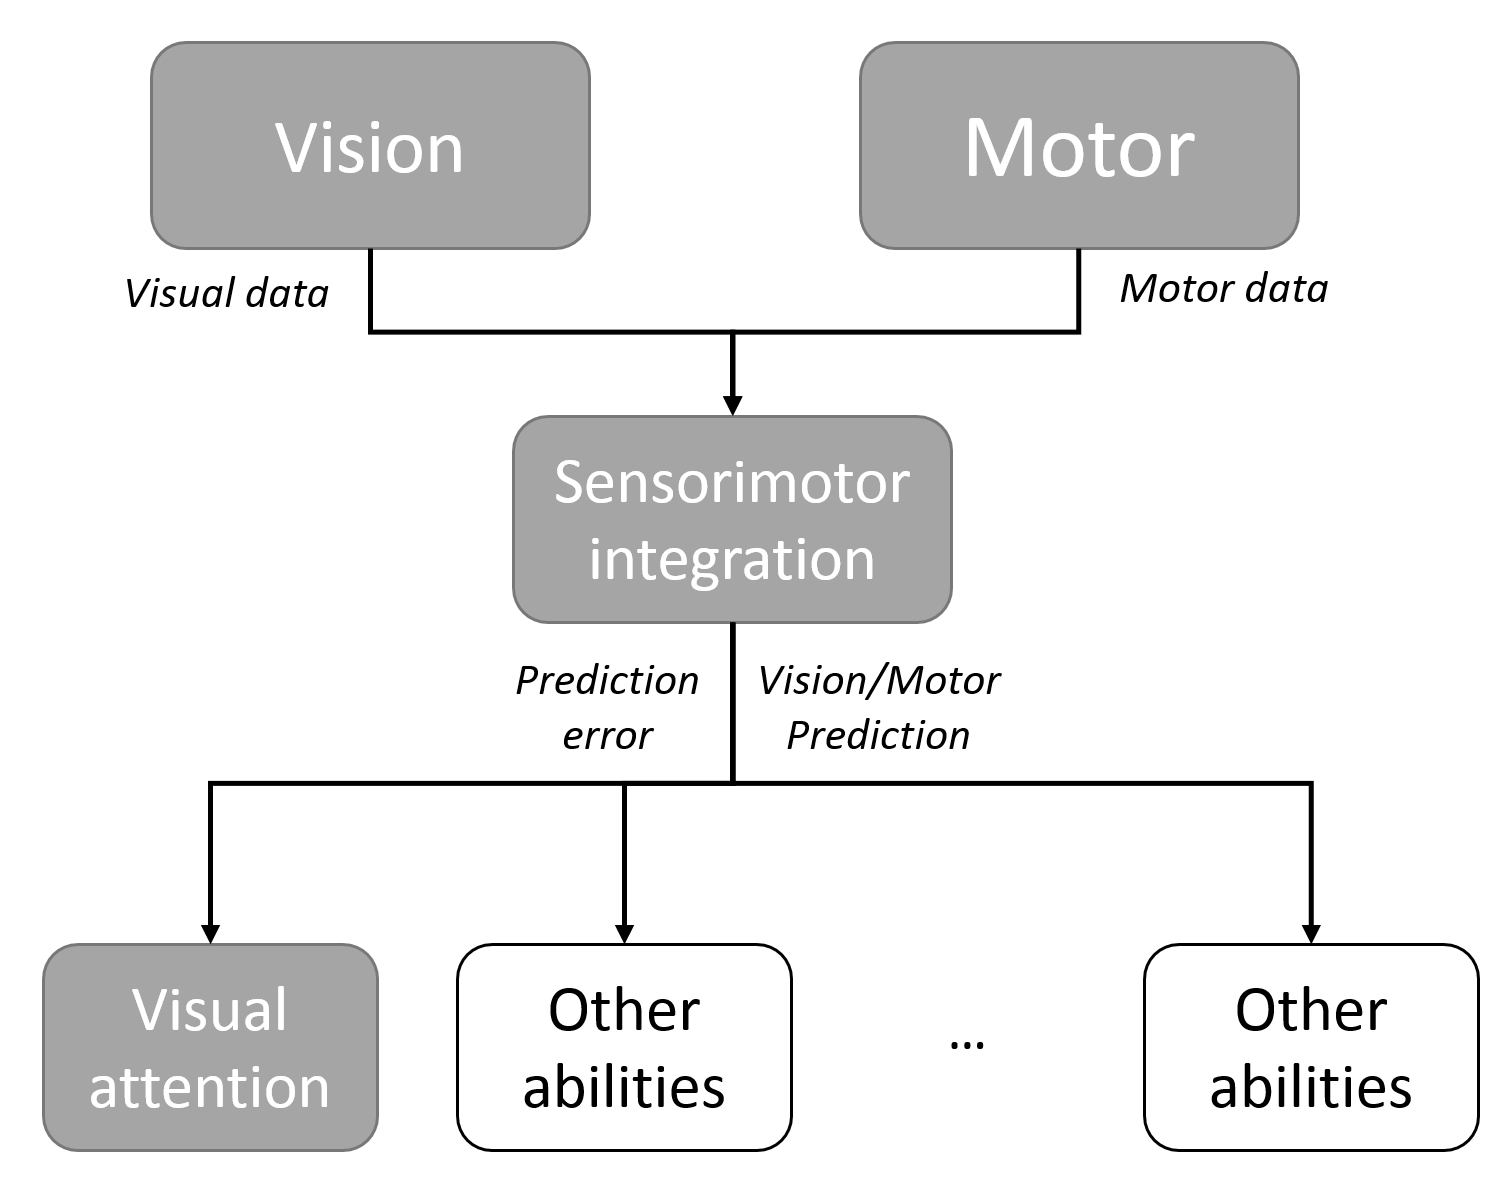 Vision
Motor
Visual data
Motor data
Sensorimotor
integration
Prediction
error
Vision/Motor
Prediction
Visual
attention
Other
abilities
...
Other
abilities